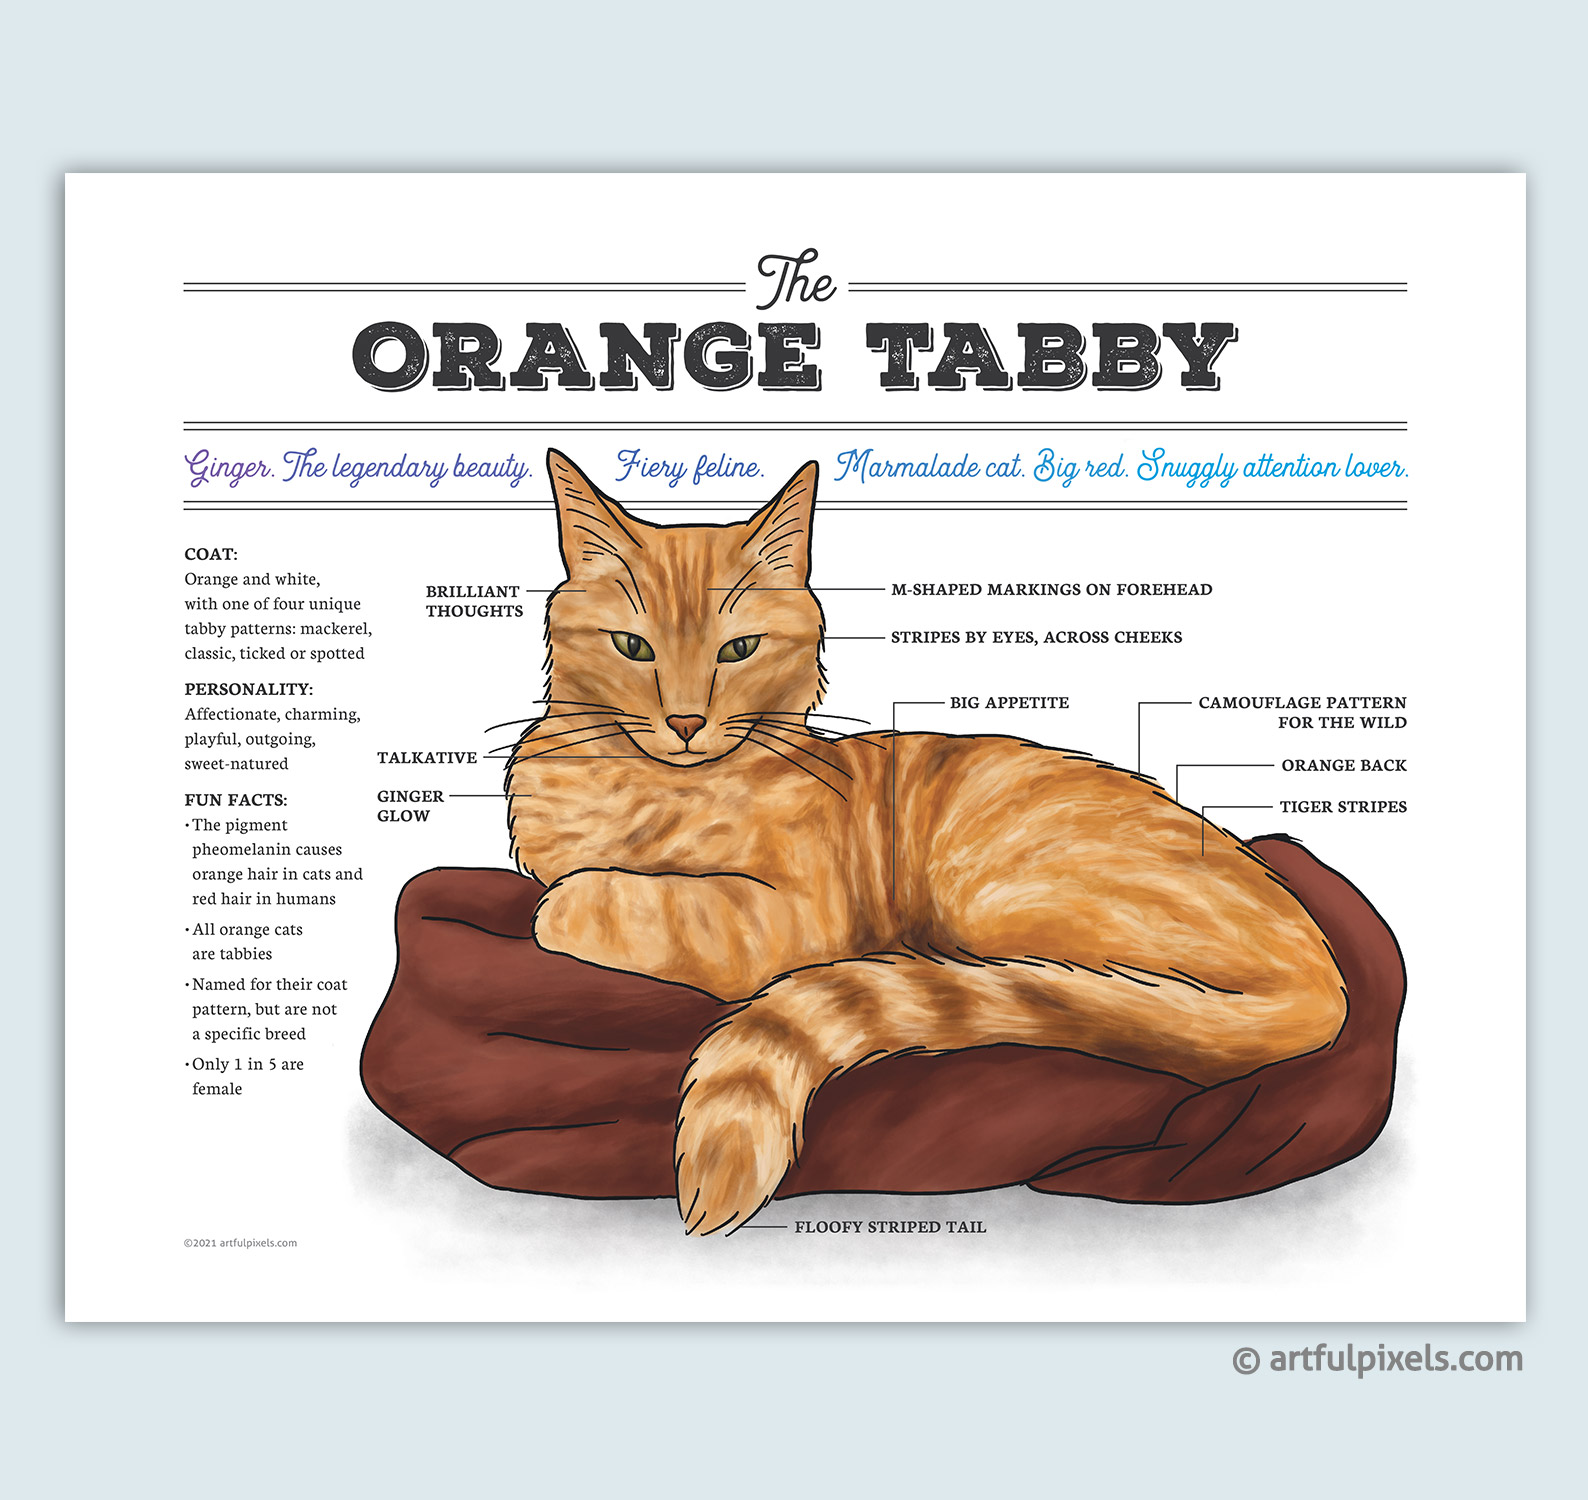 The
ORANGE TABBY
Ginger. The legendary beauty. Fiery feline. Marmalade cat. Big red. Snuggly attention lover.
COAT:
Orange and white,
with one of four unique
tabby patterns: mackerel,
classic, ticked or spotted
PERSONALITY:
Affectionate, charming,
playful, outgoing,
sweet-natured
FUN FACTS:
• The pigment
pheomelanin causes
orange hair in cats and
red hair in humans
• All orange cats
are tabbies
• Named for their coat
pattern, but are not
a specific breed
• Only 1 in 5 are
female
BRILLIANT
THOUGHTS
TALKATIVE
GINGER
GLOW
M-SHAPED MARKINGS ON FOREHEAD
STRIPES BY EYES, ACROSS CHEEKS
BIG APPETITE
CAMOUFLAGE PATTERN
FOR THE WILD
ORANGE BACK
TIGER STRIPES
FLOOFY STRIPED TAIL
©2021 artfulpixels.com
© artfulpixels.com